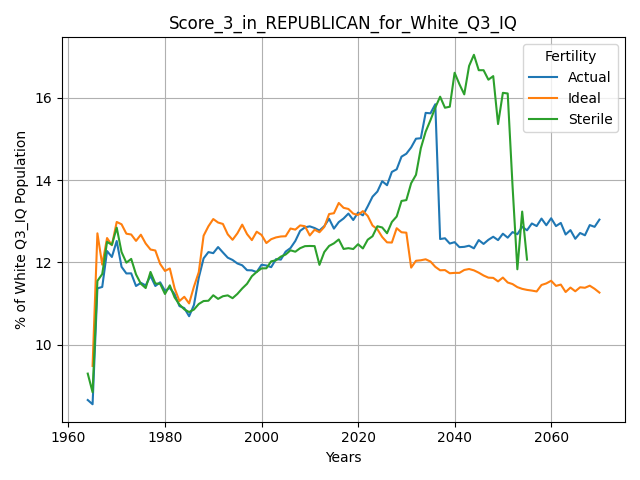 Score_3_in_REPUBLICAN_for_White_Q3_IQ
Fertility
Actual
Ideal
Sterile
% of White Q3_IQ Population
16
14
12
10
1960
1980
2000
2020
2040
2060
Years